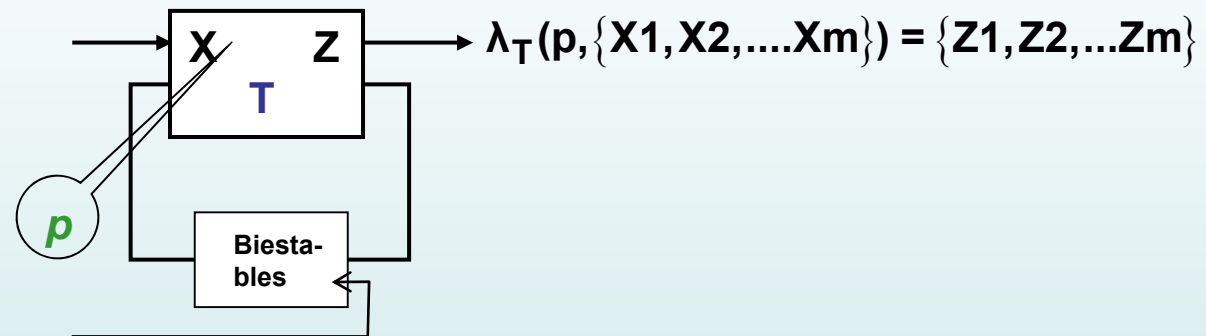 X Z
λT(p,{X1,X2,....Xm}) = {Z1,Z2,...Zm}
T
p
Biesta-
bles